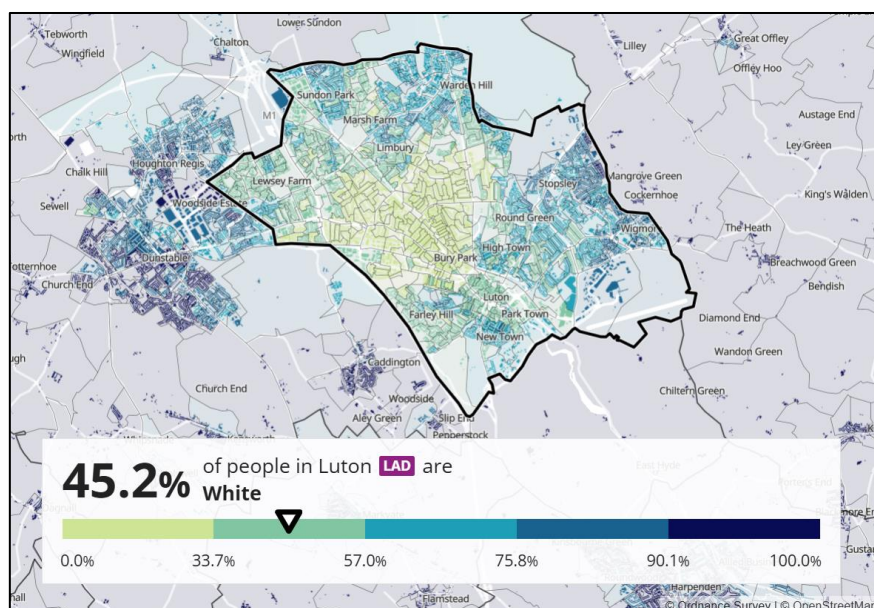 Lower Sundon
Tebworth
Wingfield
Chalton
Lilley
Great Offley
Offley Hoo
Sundon Park
Warden Hill
M1
Marsh Farm
Limbury
Austage End
Ley Green
Houghton Regis
Chalk Hill
Lewsey Farm
Stopsley
Mangrove Green
Cockernhoe
King's Walden
Sewell
Woodside Estate
Round Green
Wigmo
The Heath
High Town
Dunstable
Bury Park
Breachwood Green
Bendish
Church End
Luton
Farley Hill
Park Town
New Town
Diamond End
Wandon Green
Caddington
Chiltern Green
Church End
Woodside
Aley Green
Slip End
Pepperstock
45.2% of people in Luton LAD are
White
East Hyde
0.0% 33.7% 57.0% 75.8% 90.1% 100.0%
Flamstead
Harpenden
© Ordnance Survey | © OpenStreetMap